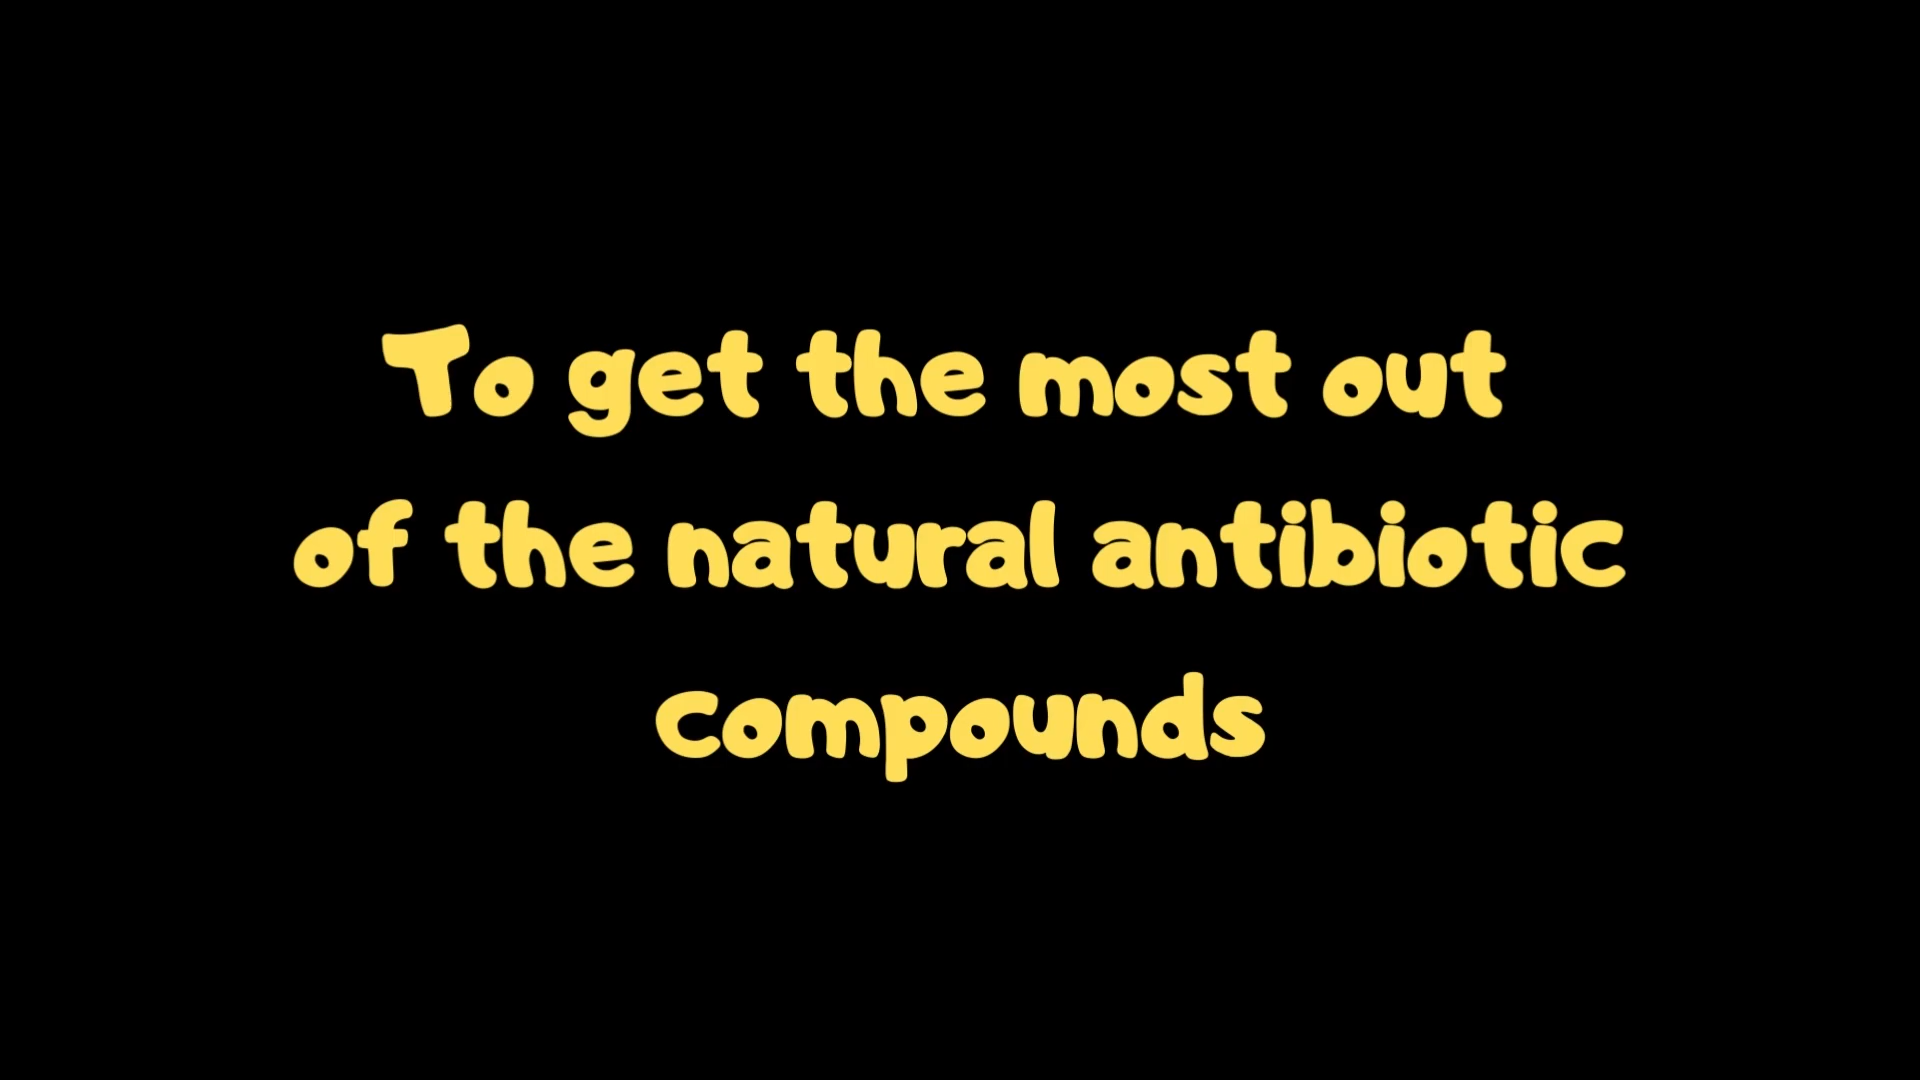 To get the most out
of the natural antibiotic
compounds